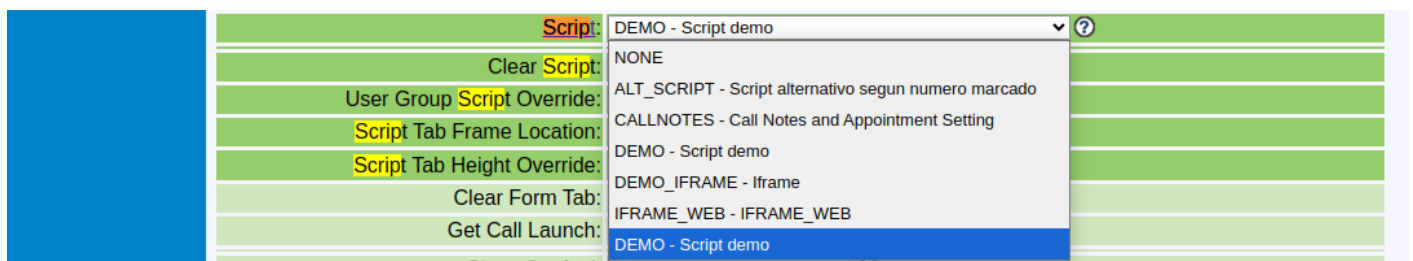 Script: DEMO - Script demo
NONE
Clear Script:
ALT_SCRIPT - Script alternativo segun numero marcado
User Group Script Override:
CALLNOTES - Call Notes and Appointment Setting
Script Tab Frame Location:
DEMO - Script demo
Script Tab Height Override:
DEMO_IFRAME - Iframe
Clear Form Tab:
IFRAME_WEB - IFRAME_WEB
Get Call Launch:
DEMO - Script demo